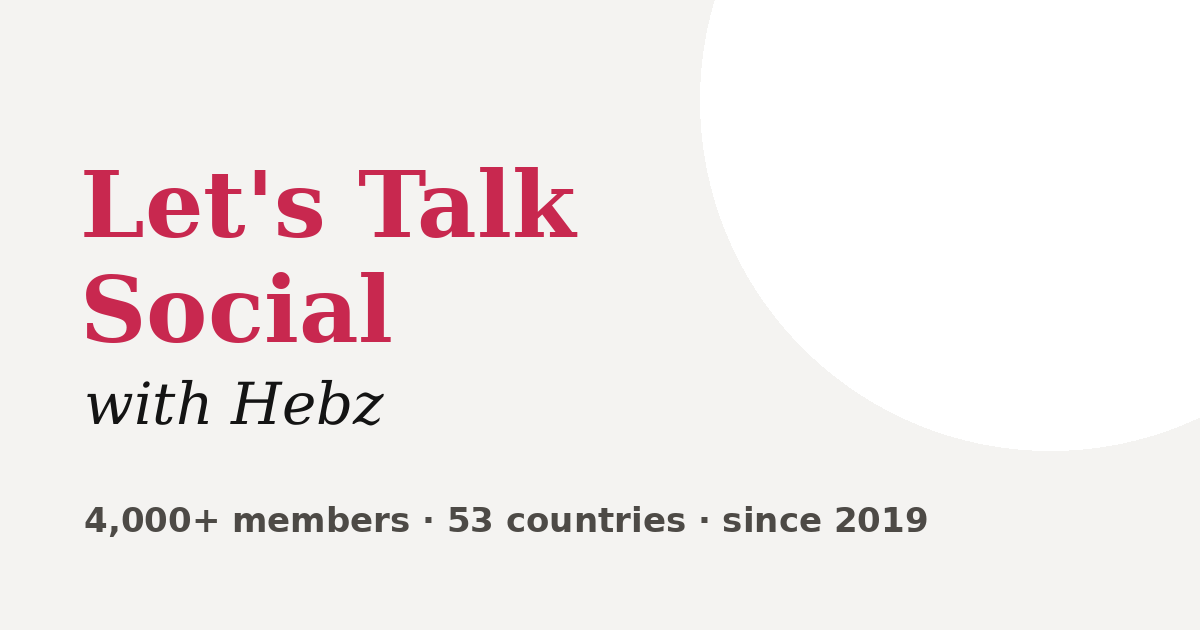 Let's Talk
Social
with Hebz
4,000+ members · 53 countries · since 2019